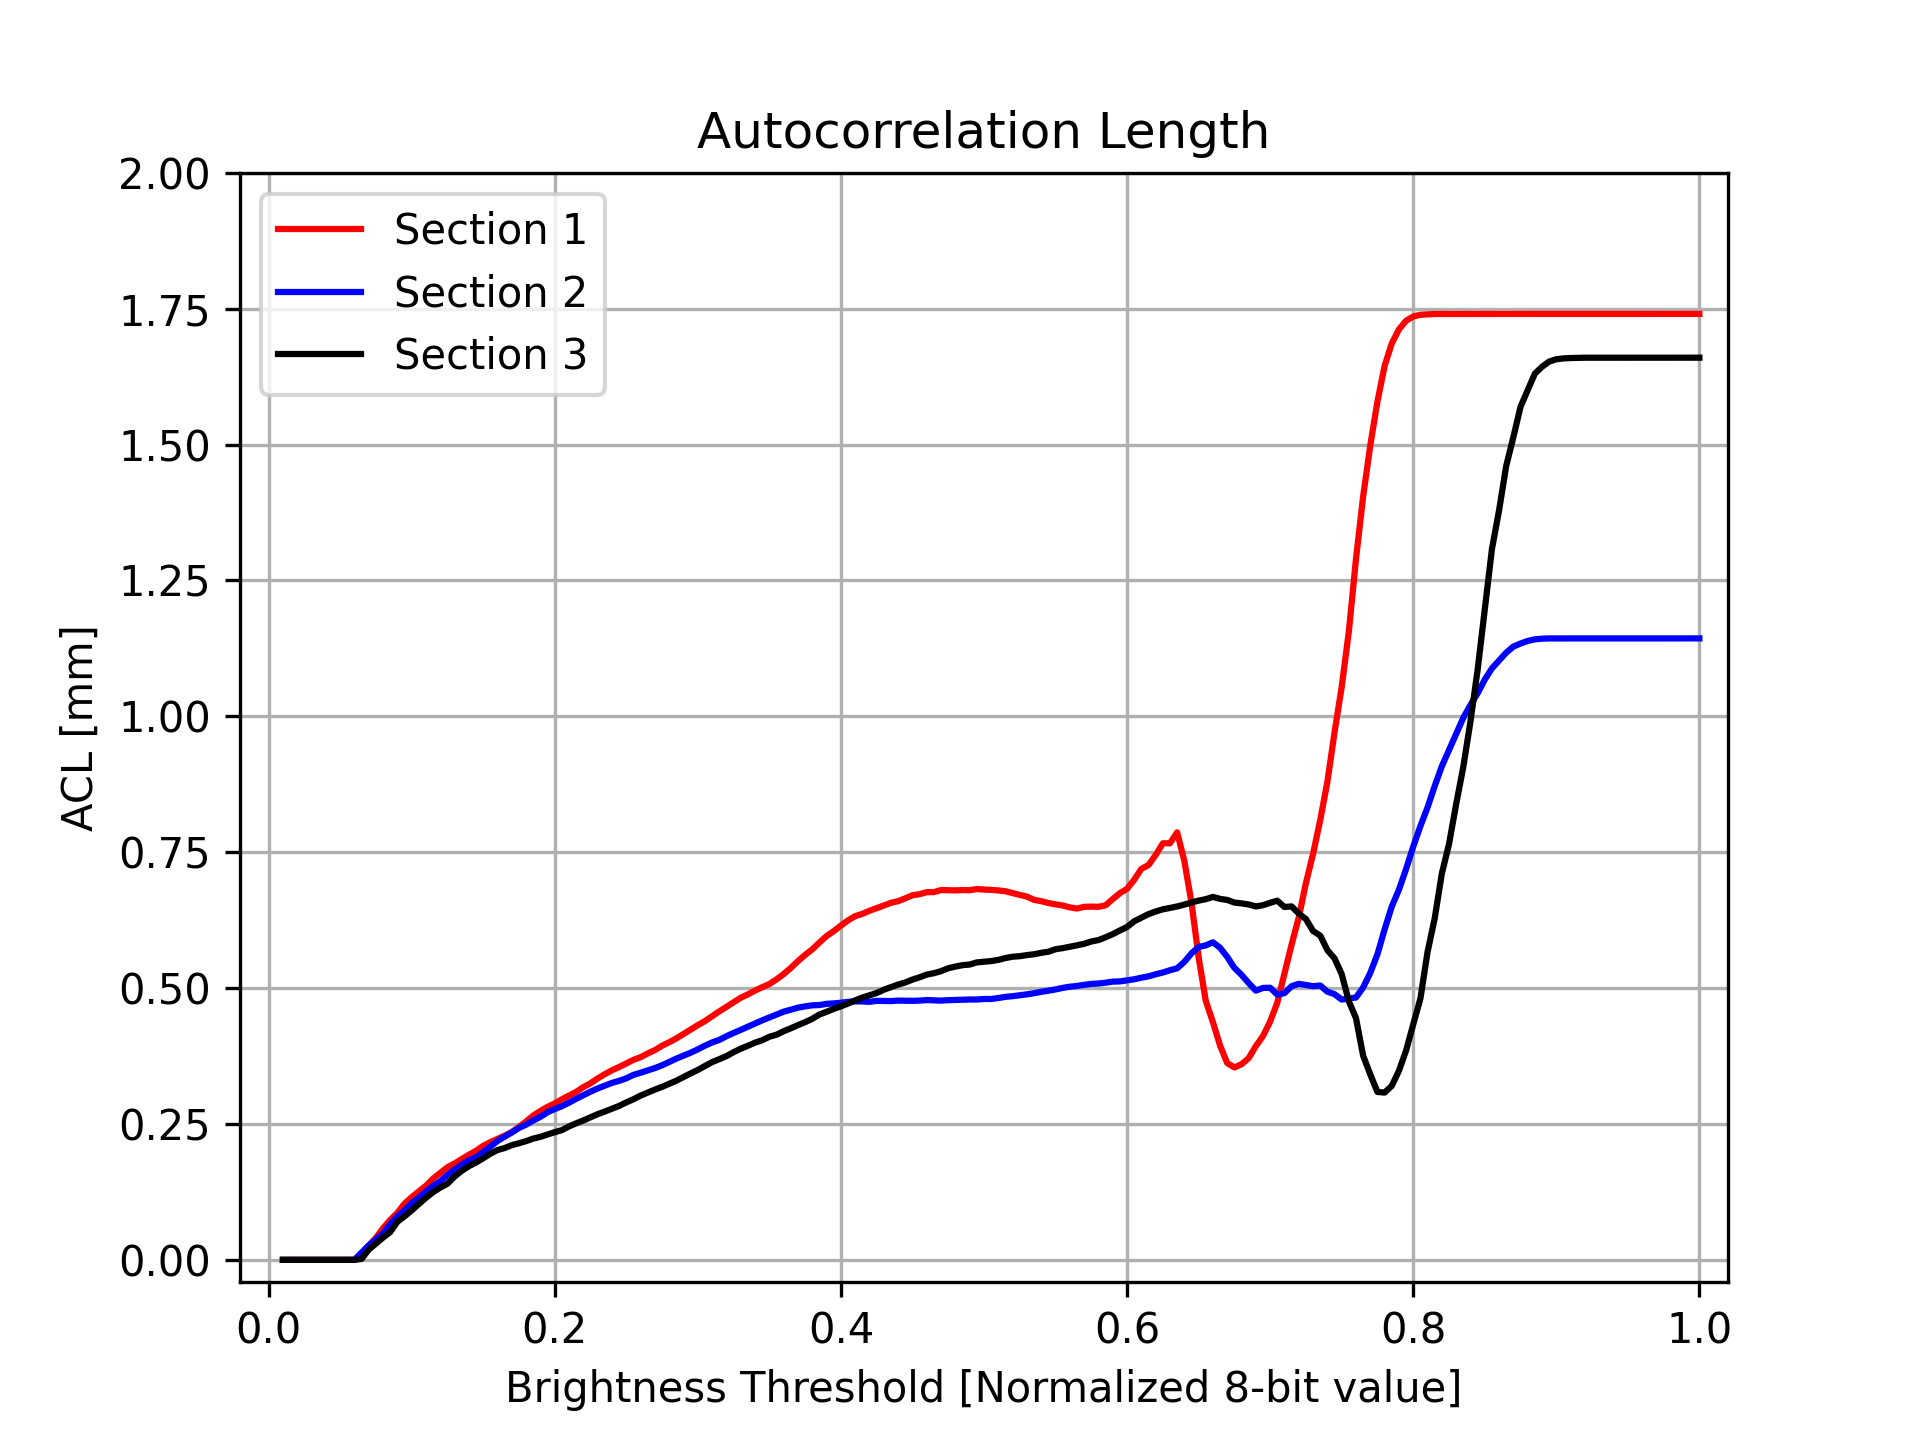 Autocorrelation Length
2.00
1.75
1.50
1.25
1.00
0.75
0.50
0.25
0.00
ACL [mm]
Section 1
Section 2
Section 3
0.0 0.2 0.4 0.6 0.8 1.0
Brightness Threshold [Normalized 8-bit value]